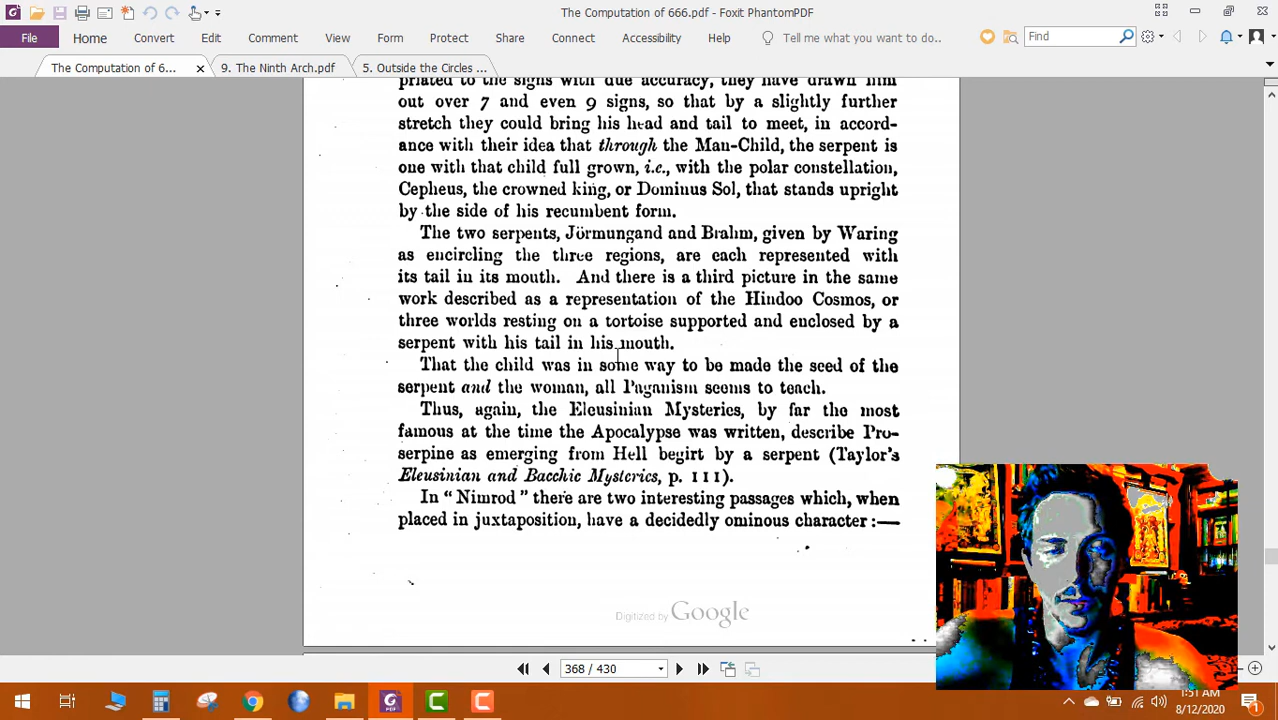 The Computation of 666.pdf - Foxit PhantomPDF
File Home Convert Edit Comment View Form Protect Share Connect Accessibility Help Tell me what you want to do.. Find
The Computation of 6... 9. The Ninth Arch.pdf 5. Outside the Circles ...
priated to the signs with due accuracy, they have drawn him
out over 7 and even 9 signs, so that by a slightly further
stretch they could bring his head and tail to meet, in accord-
ance with their idea that through the Man-Child, the serpent is
one with that child full grown, i.e., with the polar constellation,
Cepheus, the crowned king, or Dominus Sol, that stands upright
by the side of his recumbent form.
The two serpents, Jörmungand and Brahm, given by Waring
as encircling the three regions, are each represented with
its tail in its mouth. And there is a third picture in the same
work described as a representation of the Hindoo Cosmos, or
three worlds resting on a tortoise supported and enclosed by a
serpent with his tail in his mouth.
That the child was in some way to be made the seed of the
serpent and the woman, all Paganism seems to teach.
Thus, again, the Eleusinian Mysteries, by far the most
famous at the time the Apocalypse was written, describe Pro-
serpine as emerging from Hell begirt by a serpent (Taylor's
Eleusinian and Bacchic Mysteries, p. 111).
In "Nimrod" there are two interesting passages which, when
placed in juxtaposition, have a decidedly ominous character :—
Digitized by Google
368 / 430
1:51 AM
8/12/2020